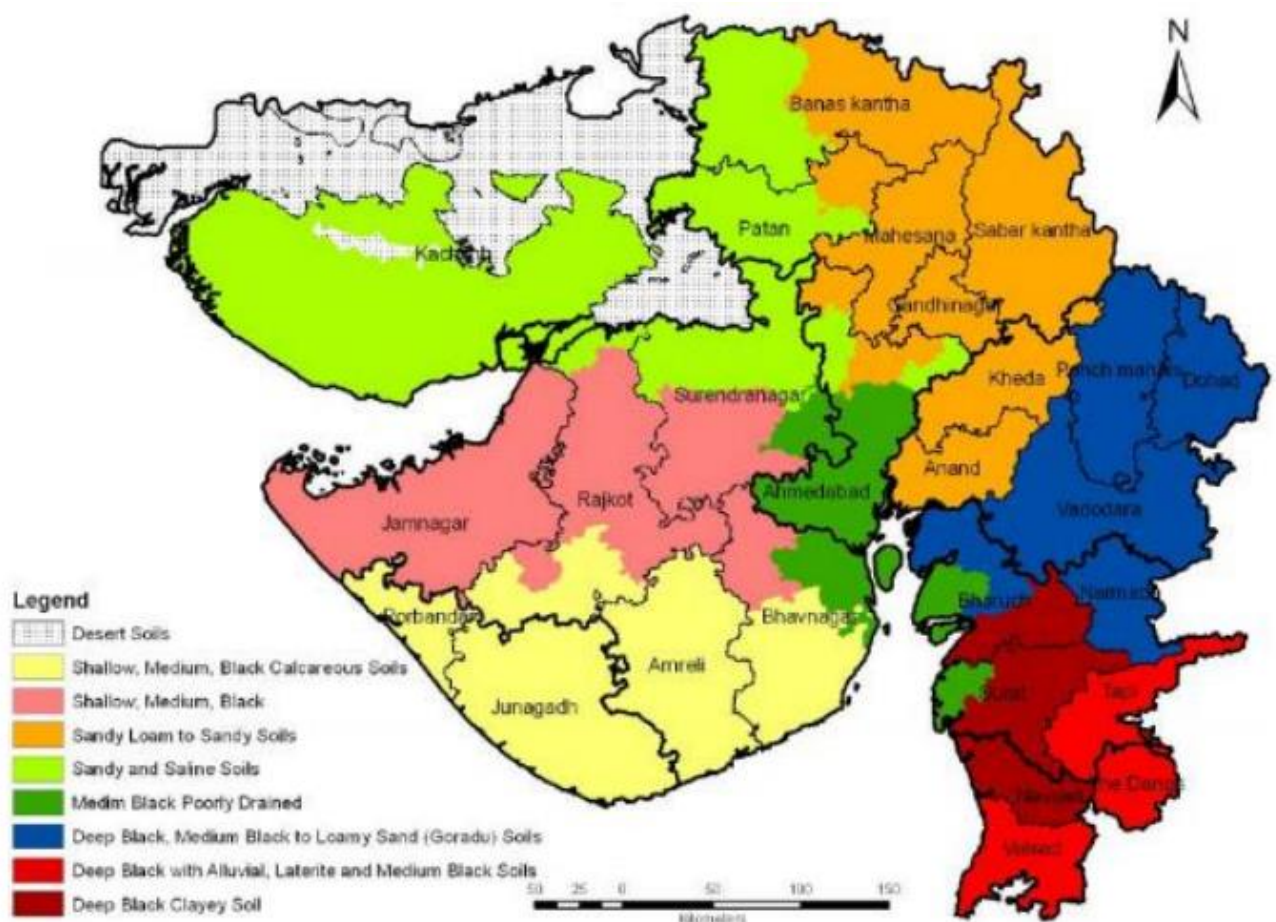 N
Banas kantha
Patan
Mahesana
Sabar kantha
Kachchh
Gandhinagar
Kheda
Panch mahals
Dohad
Surendranagar
Anand
Ahmedabad
Rajkot
Jamnagar
Vadodara
Legend
Desert Soils
Shallow, Medium, Black Calcareous Soils
Shallow, Medium, Black
Sandy Loam to Sandy Soils
Sandy and Saline Soils
Medim Black Poorly Drained
Deep Black, Medium Black to Loamy Sand (Goradu) Soils
Deep Black with Alluvial, Laterite and Medium Black Soils
Deep Black Clayey Soil
Porbandar
Bhavnagar
Bharuch
Narmada
Amreli
Junagadh
Surat
Tapi
The Dangs
Navsari
Valsad
50 25 0 50 100 150
Kilometers